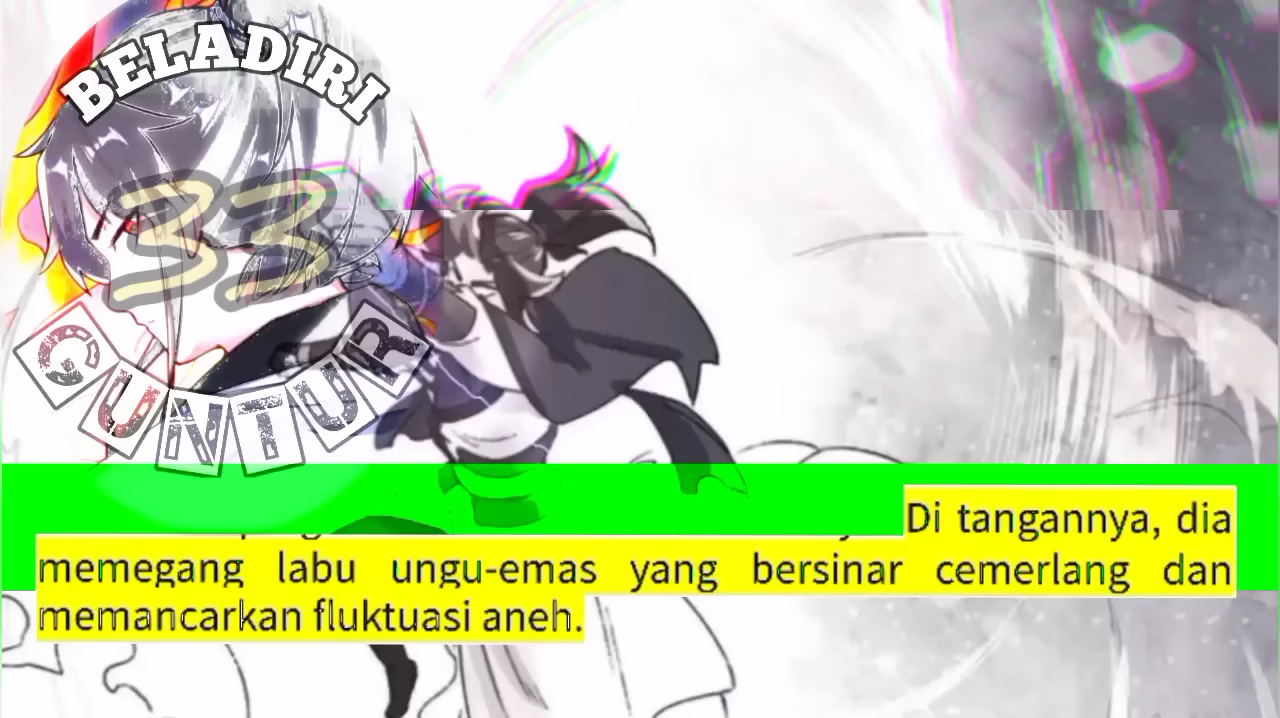 BELADIRI
33
GUNTUR
Di tangannya, dia
memegang labu ungu-emas yang bersinar cemerlang dan
memancarkan fluktuasi aneh.